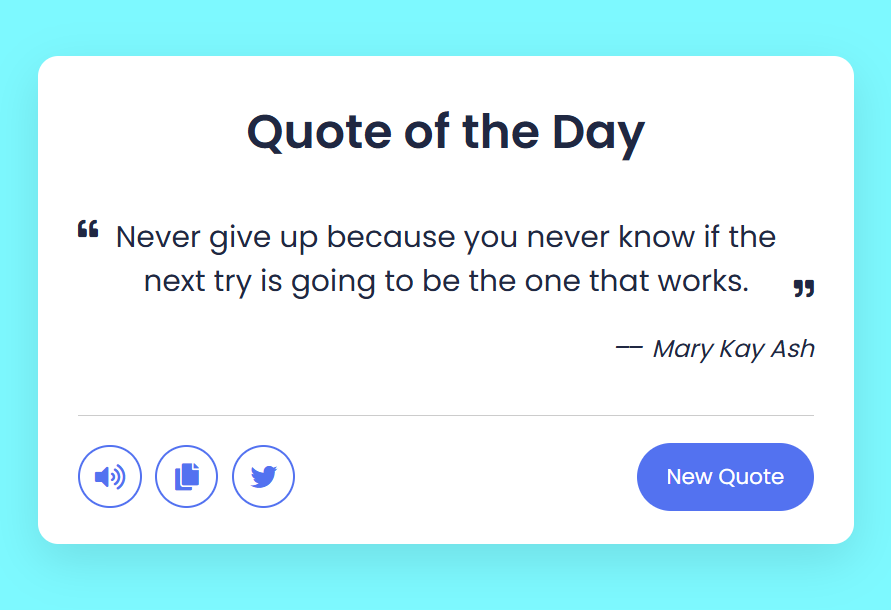 Quote of the Day
“ Never give up because you never know if the
next try is going to be the one that works. ”
— Mary Kay Ash
New Quote